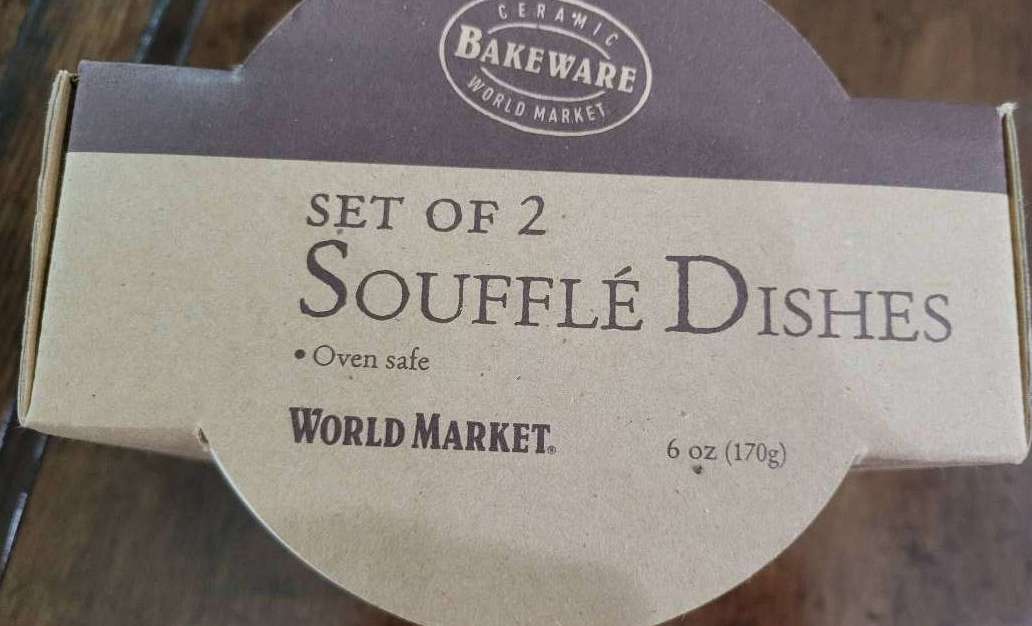 CERAMIC
BAKEWARE
WORLD MARKET
SET OF 2
SOUFFLÉ DISHES
• Oven safe
WORLD MARKET®
6 oz (170g)